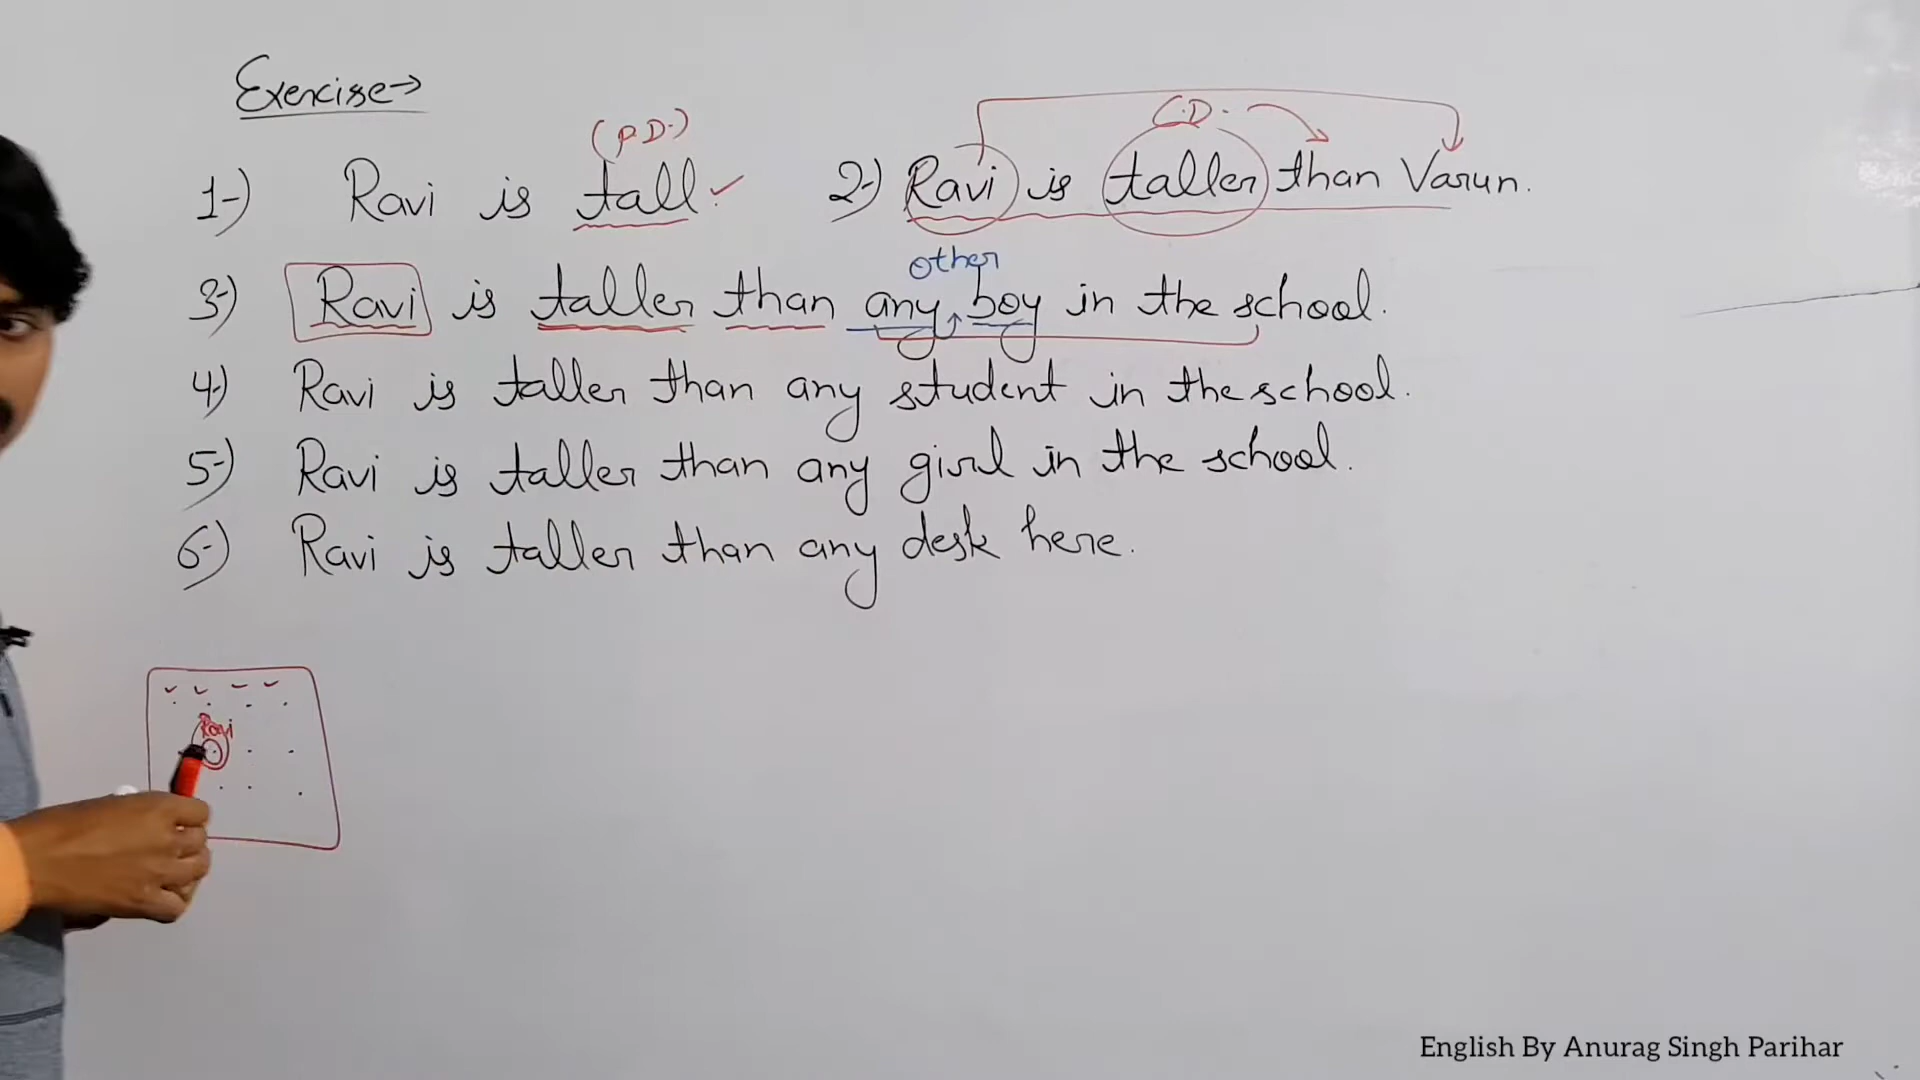 Exercise→
(P.D.) C.D.
1-) Ravi is tall. 2-) Ravi is taller than Varun.
other
3-) Ravi is taller than any boy in the school.
4-) Ravi is taller than any student in the school.
5-) Ravi is taller than any girl in the school.
6-) Ravi is taller than any desk here.
Ravi
English By Anurag Singh Parihar